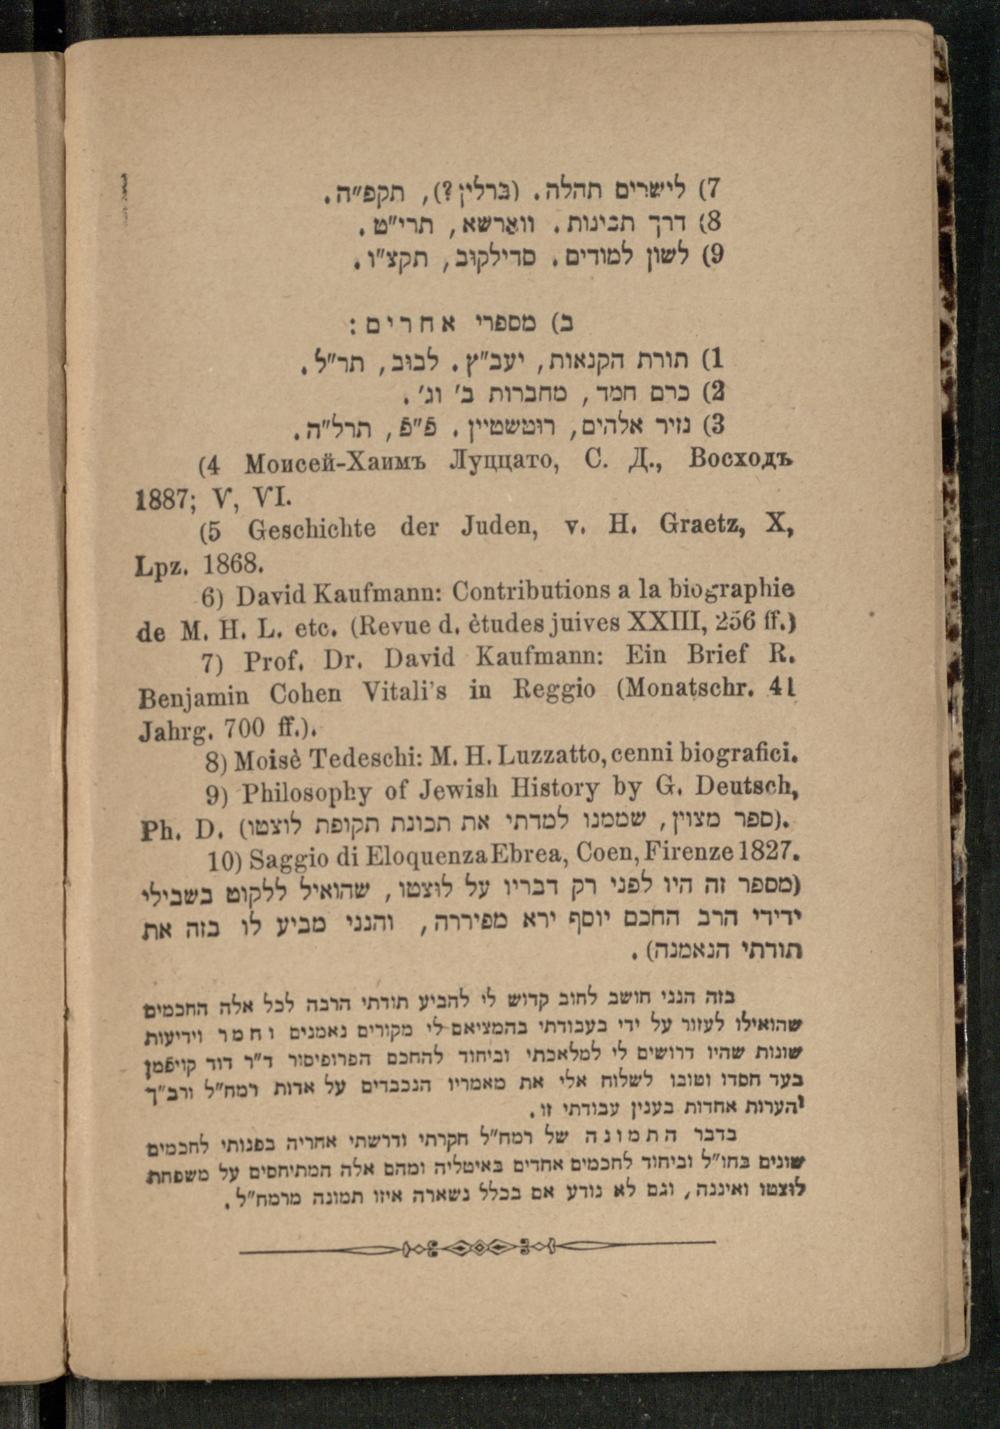 7) לישרים תהלה. (ברלין?), תקפ״ה.
8) דרך תבינות. ווארשא, תרי״ט.
9) לשון למודים. סדילקוב, תקצ״ו.
ב) מספרי אחרים:
1) תורת הקנאות, יעב״ץ. לבוב, תר״ל.
2) כרם חמד, מחברות ב' וג'.
3) נזיר אלהים, רוטשטיין. פ״פ, תרל״ה.
(4 Моисей-Хаимъ Луццато, С. Д., Восходъ
1887; V, VI.
(5 Geschichte der Juden, v. H. Graetz, X,
Lpz. 1868.
6) David Kaufmann: Contributions a la biographie
de M. H. L. etc. (Revue d. ètudes juives XXIII, 256 ff.)
7) Prof. Dr. David Kaufmann: Ein Brief R.
Benjamin Cohen Vitali's in Reggio (Monatschr. 41
Jahrg. 700 ff.).
8) Moisè Tedeschi: M. H. Luzzatto, cenni biografici.
9) Philosophy of Jewish History by G. Deutsch,
Ph. D. (ספר מצוין, שממנו למדתי את תכונת תקופת לוצטו).
10) Saggio di Eloquenza Ebrea, Coen, Firenze 1827.
(מספר זה היו לפני רק דבריו על לוצטו, שהואיל ללקוט בשבילי
ידידי הרב החכם יוסף ירא מפיררה, והנני מביע לו בזה את
תודתי הנאמנה).
בזה הנני חושב לחוב קדוש לי להביע תודתי הרבה לכל אלה החכמים
שהואילו לעזור על ידי בעבודתי בהמציאם לי מקורים נאמנים וחמר וידיעות
שונות שהיו דרושים לי למלאכתי וביחוד להחכם הפרופיסור ד״ר דוד קויפמן
בעד חסדו וטובו לשלוח אלי את מאמריו הנכבדים על אדות רמח״ל ורב״ך
והערות אחדות בענין עבודתי זו.
בדבר התמונה של רמח״ל חקרתי ודרשתי אחריה בפנותי לחכמים
שונים בחו״ל וביחוד לחכמים אחדים באיטליה ומהם אלה המתיחסים על משפחת
לוצטו ואיננה, וגם לא נודע אם בכלל נשארה איזו תמונה מרמח״ל.